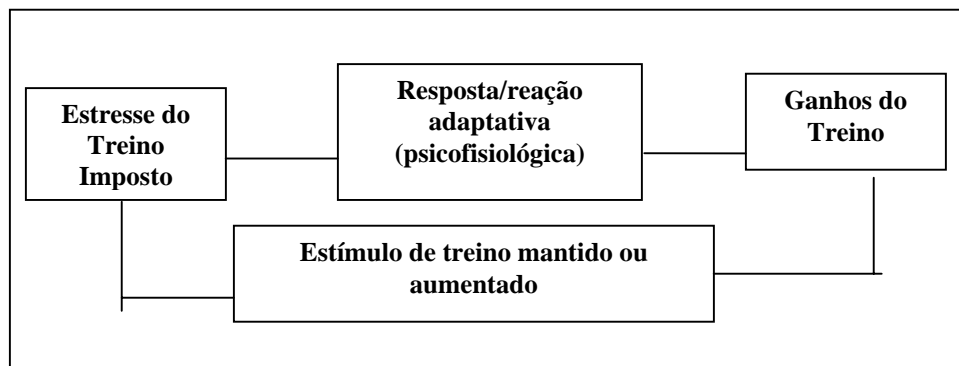 Estresse do
Treino
Imposto
Resposta/reação
adaptativa
(psicofisiológica)
Ganhos do
Treino
Estímulo de treino mantido ou
aumentado